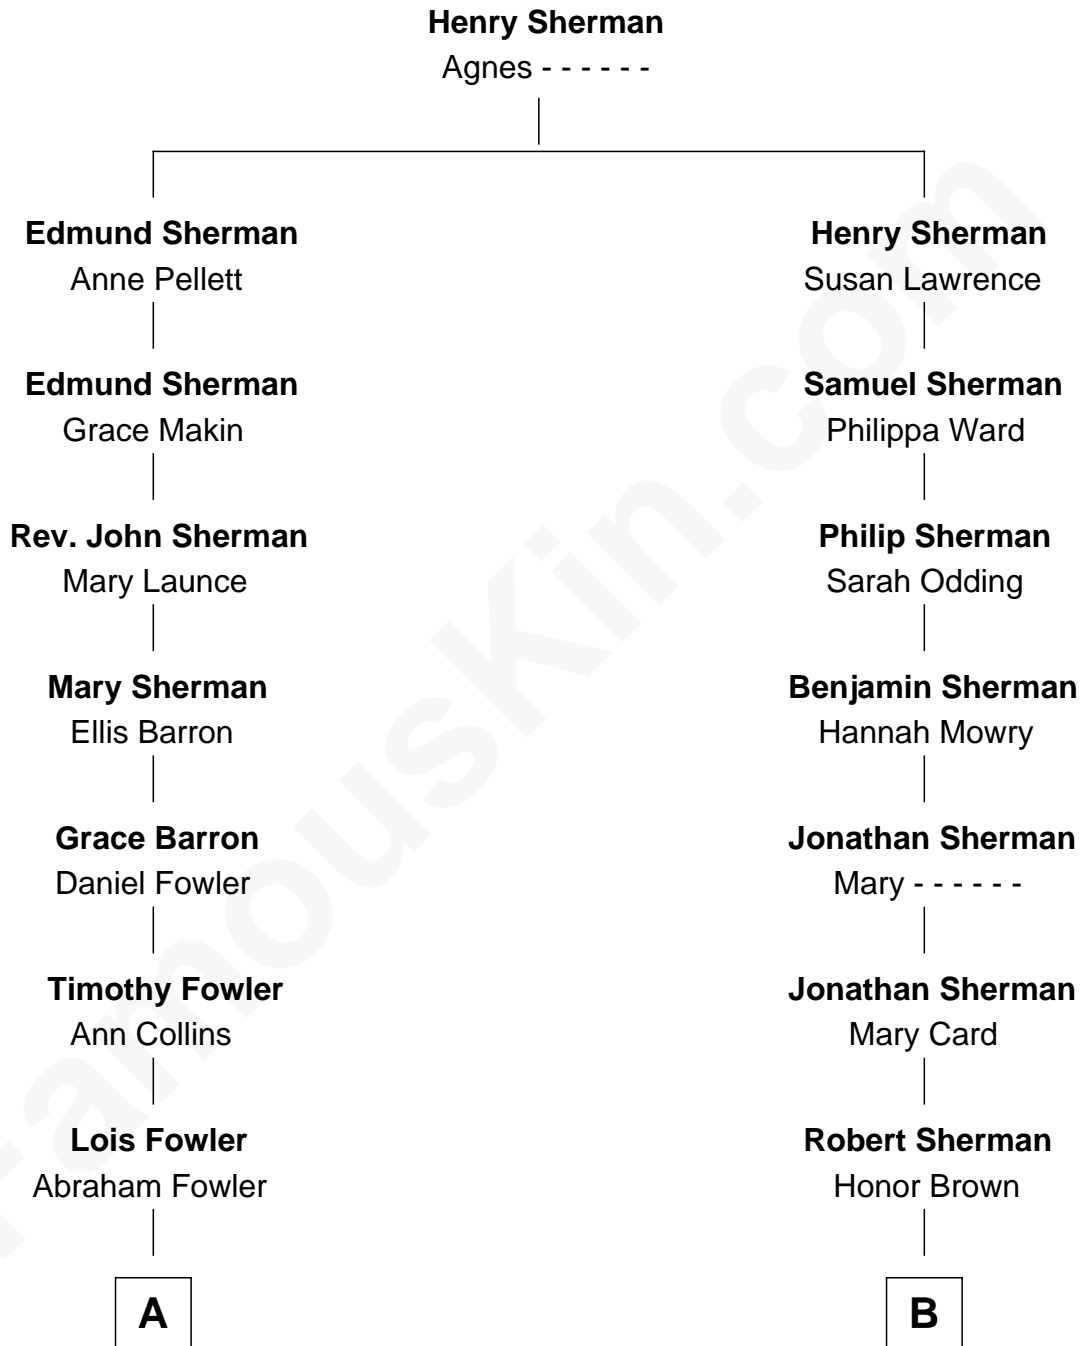 Henry Sherman
Agnes - - - - - -
Edmund Sherman
Anne Pellett
Henry Sherman
Susan Lawrence
Edmund Sherman
Grace Makin
Samuel Sherman
Philippa Ward
Rev. John Sherman
Mary Launce
Philip Sherman
Sarah Odding
Mary Sherman
Ellis Barron
Benjamin Sherman
Hannah Mowry
Grace Barron
Daniel Fowler
Jonathan Sherman
Mary - - - - - -
Timothy Fowler
Ann Collins
Jonathan Sherman
Mary Card
Lois Fowler
Abraham Fowler
Robert Sherman
Honor Brown
A
B
FamousKin.com